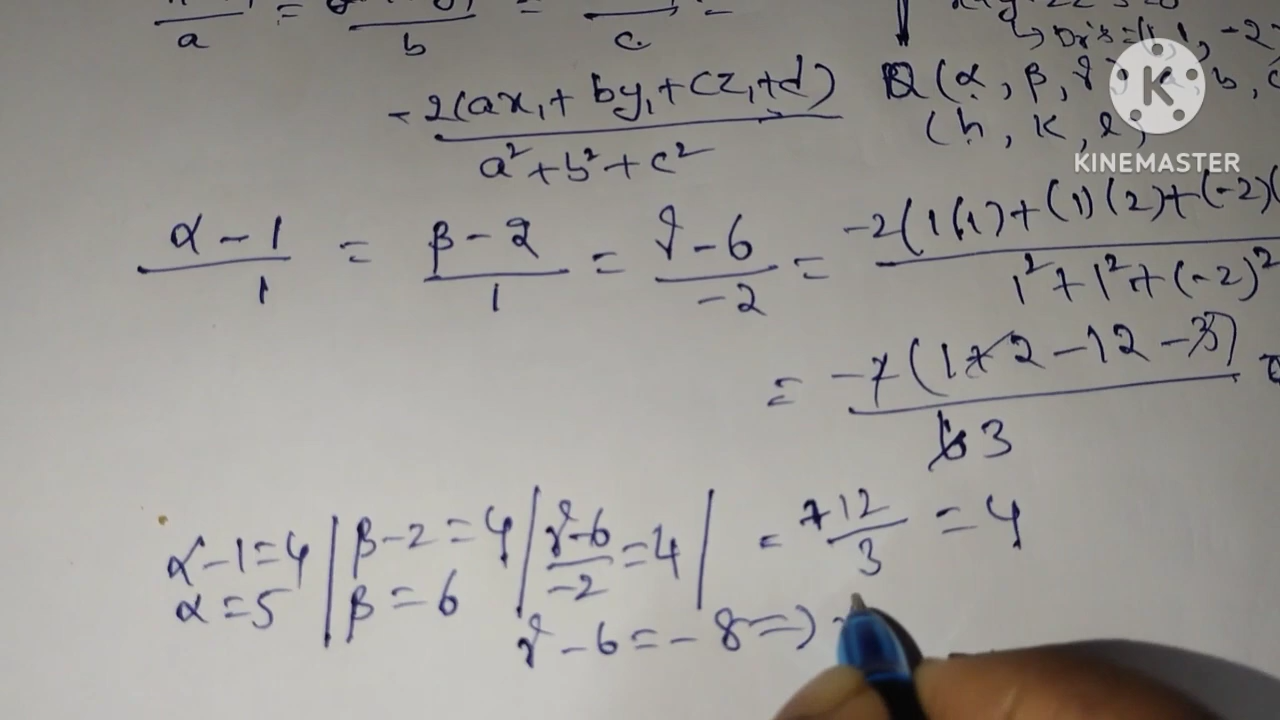 a = b = c =
-2(ax₁ + by₁ + cz₁ + d)
a² + b² + c²
Q(α, β, γ) b, c
(h, k, l,
KINEMASTER
α - 1 / 1 = β - 2 / 1 = γ - 6 / -2 = -2(1(1) + (1)(2) + (-2)( / 1² + 1² + (-2)²
= (1 + 2 - 12 - 3) / 6 3
α - 1 = 4 | β - 2 = 4 | γ - 6 / -2 = 4 | = +12 / 3 = 4
α = 5 | β = 6
γ - 6 = - 8 ⇒